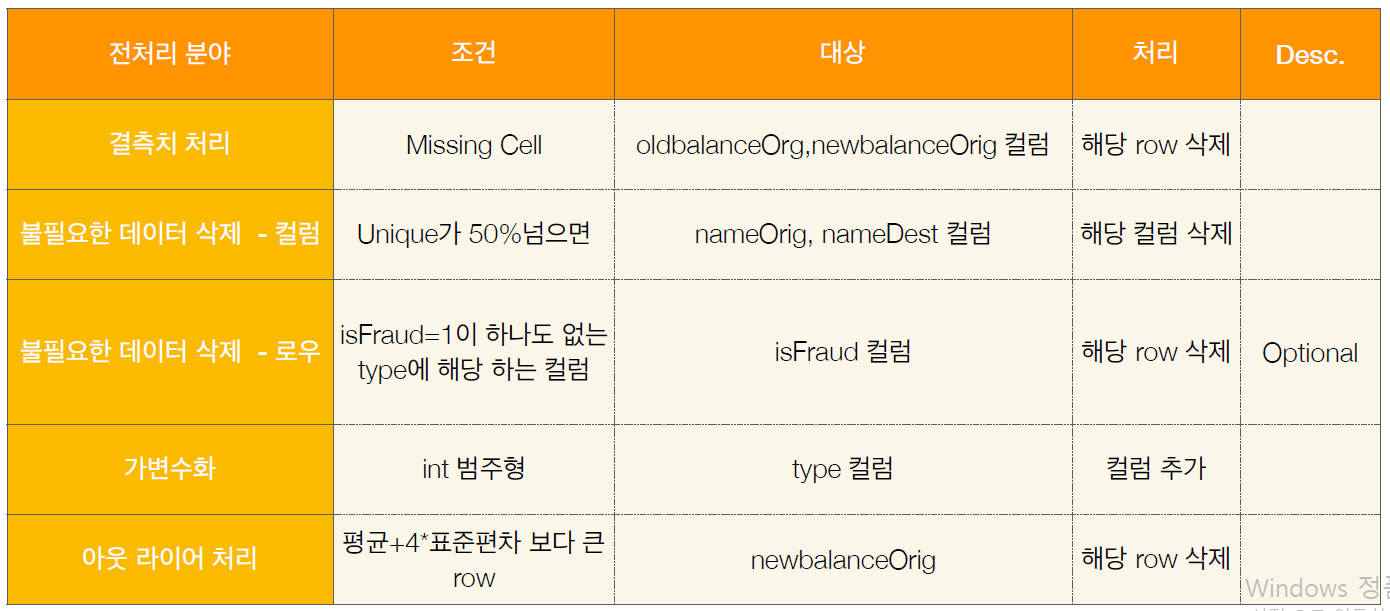 전처리 분야 조건 대상 처리 Desc.
결측치 처리 Missing Cell oldbalanceOrg,newbalanceOrig 컬럼 해당 row 삭제
불필요한 데이터 삭제 - 컬럼 Unique가 50%넘으면 nameOrig, nameDest 컬럼 해당 컬럼 삭제
불필요한 데이터 삭제 - 로우 isFraud=1이 하나도 없는
type에 해당 하는 컬럼 isFraud 컬럼 해당 row 삭제 Optional
가변수화 int 범주형 type 컬럼 컬럼 추가
아웃 라이어 처리 평균+4*표준편차 보다 큰
row newbalanceOrig 해당 row 삭제
Windows 정